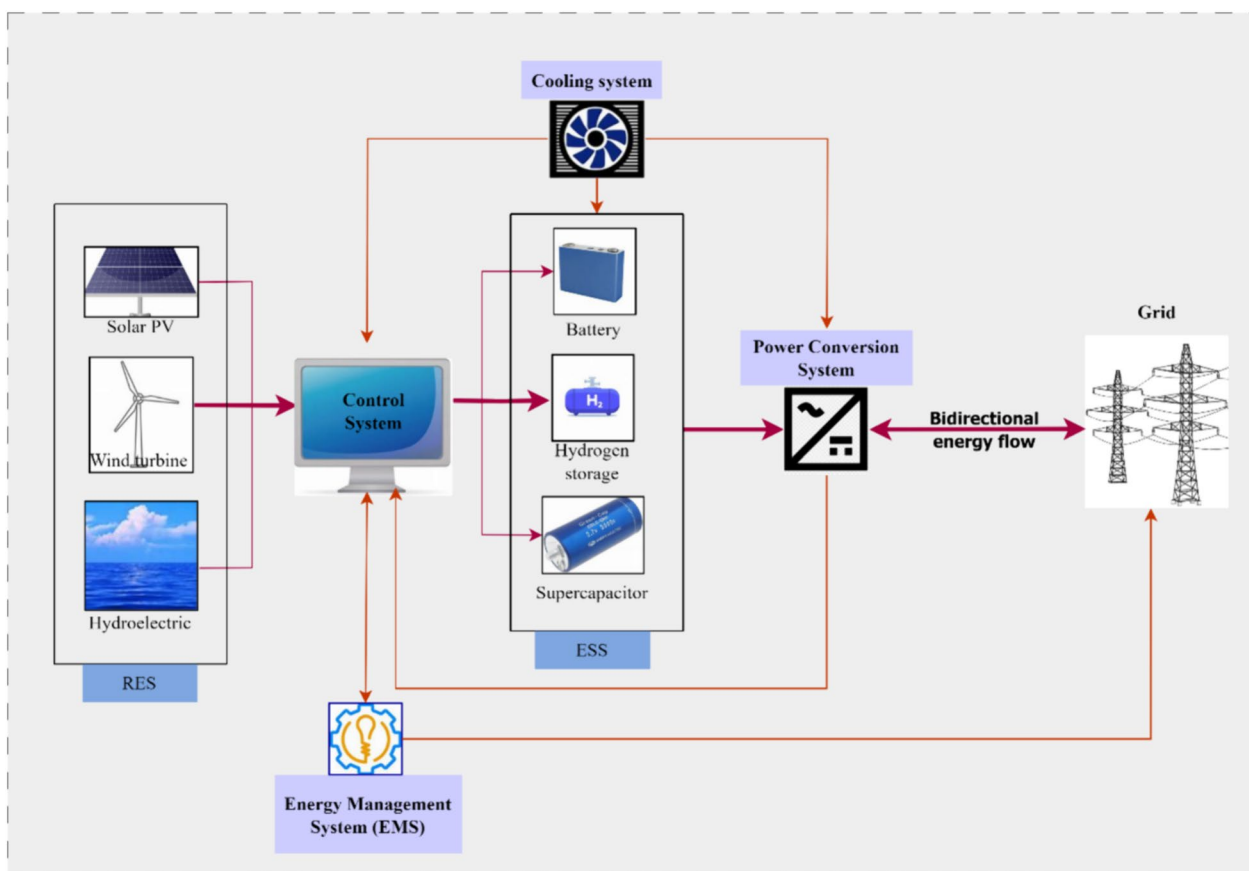 Cooling system
Solar PV
Wind turbine
Hydroelectric
RES
Control
System
Battery
H2
Hydrogen
storage
Supercapacitor
ESS
Power Conversion
System
Bidirectional
energy flow
Grid
Energy Management
System (EMS)